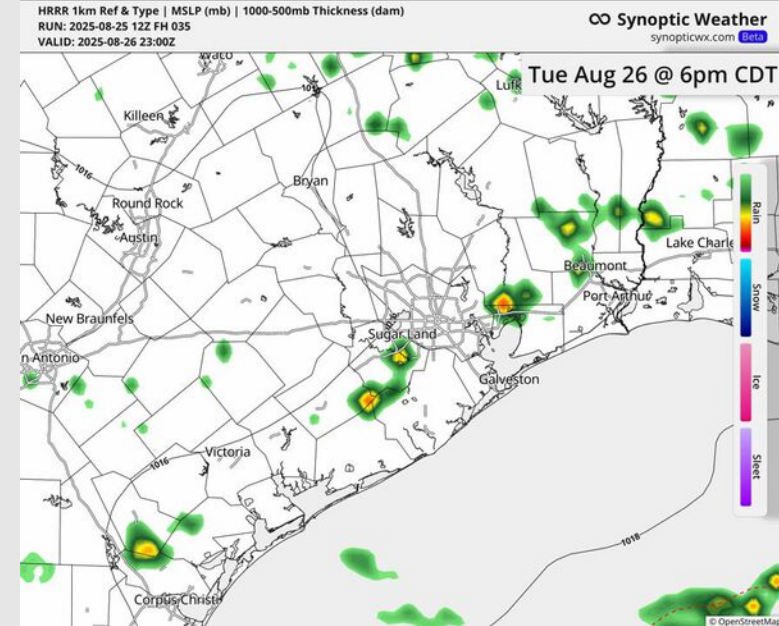 HRRR 1km Ref & Type | MSLP (mb) | 1000-500mb Thickness (dam)
RUN: 2025-08-25 12Z FH 035
VALID: 2025-08-26 23:00Z
Synoptic Weather
synopticwx.com Beta
Tue Aug 26 @ 6pm CDT
Waco
Lufk
Killeen
1016
Bryan
Round Rock
Austin
Rain
Lake Charle
Beaumont
Port Arthur
Snow
New Braunfels
Sugar Land
n Antonio
Galveston
Ice
Victoria
1016
Sleet
1018
Corpus Christi
© OpenStreetMap